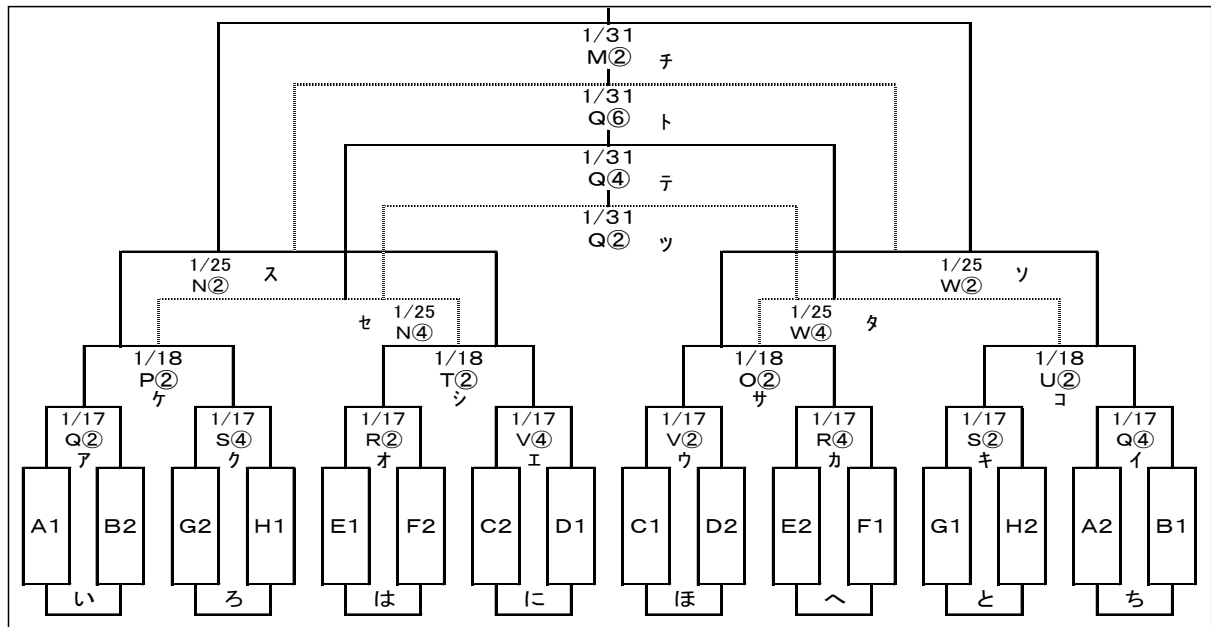 1/31
M② チ
1/31
Q⑥ ト
1/31
Q④ テ
1/31
Q② ツ
1/25 ス 1/25 ソ
N② W②
セ 1/25 1/25 タ
N④ W④
1/18 1/18 1/18 1/18
P② T② O② U②
ケ シ サ コ
1/17 1/17 1/17 1/17 1/17 1/17 1/17 1/17
Q② S④ R② V④ V② R④ S② Q④
ア ク オ エ ウ カ キ イ
A1 B2 G2 H1 E1 F2 C2 D1 C1 D2 E2 F1 G1 H2 A2 B1
い ろ は に ほ へ と ち